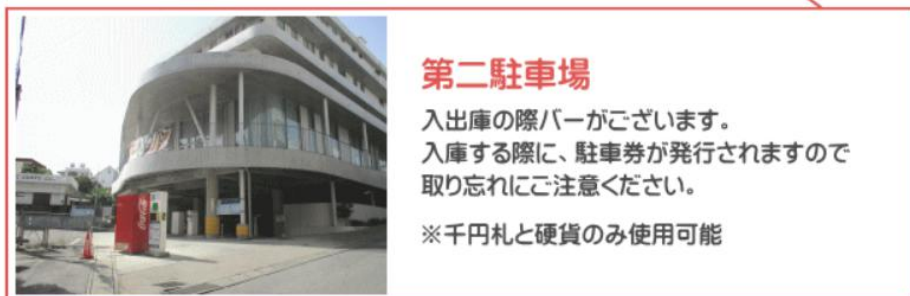 第二駐車場
入出庫の際バーがございます。
入庫する際に、駐車券が発行されますので
取り忘れにご注意ください。
※千円札と硬貨のみ使用可能